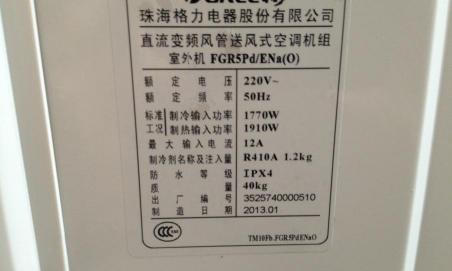 GREE
珠海格力电器股份有限公司
直流变频风管送风式空调机组
室外机 FGR5Pd/ENa(O)
额定电压 220V~
额定频率 50Hz
标准 制冷输入功率 1770W
工况 制热输入功率 1910W
最大输入电流 12A
制冷剂名称及注入量 R410A 1.2kg
防水等级 IPX4
质量 40kg
出厂编号 3525740000510
制造日期 2013.01
CCC
TM10Fb.FGR5Pd/ENaO